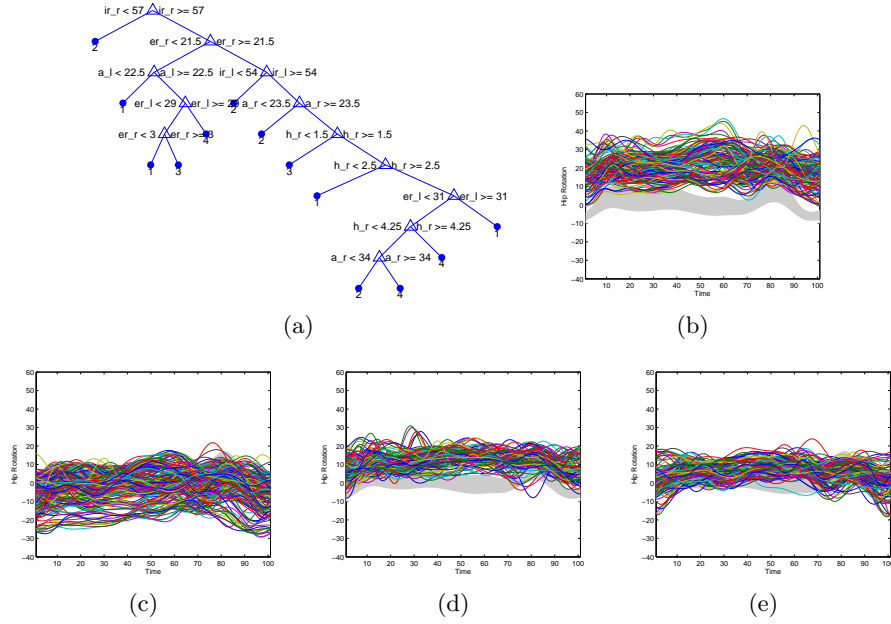 ir_r < 57 ir_r >= 57
2 er_r < 21.5 er_r >= 21.5
a_l < 22.5 a_l >= 22.5 ir_l < 54 ir_l >= 54
1 er_l < 29 er_l >= 29 2 a_r < 23.5 a_r >= 23.5
er_r < 3 er_r >= 3 4 2 h_r < 1.5 h_r >= 1.5
1 3 3 h_r < 2.5 h_r >= 2.5
1 er_l < 31 er_l >= 31
h_r < 4.25 h_r >= 4.25 1
a_r < 34 a_r >= 34 4
2 4
(a)
60
50
40
30
20
10
0
−10
−20
−30
−40
Hip Rotation
10 20 30 40 50 60 70 80 90 100
Time
(b)
60
50
40
30
20
10
0
−10
−20
−30
−40
Hip Rotation
10 20 30 40 50 60 70 80 90 100
Time
(c)
60
50
40
30
20
10
0
−10
−20
−30
−40
Hip Rotation
10 20 30 40 50 60 70 80 90 100
Time
(d)
60
50
40
30
20
10
0
−10
−20
−30
−40
Hip Rotation
10 20 30 40 50 60 70 80 90 100
Time
(e)